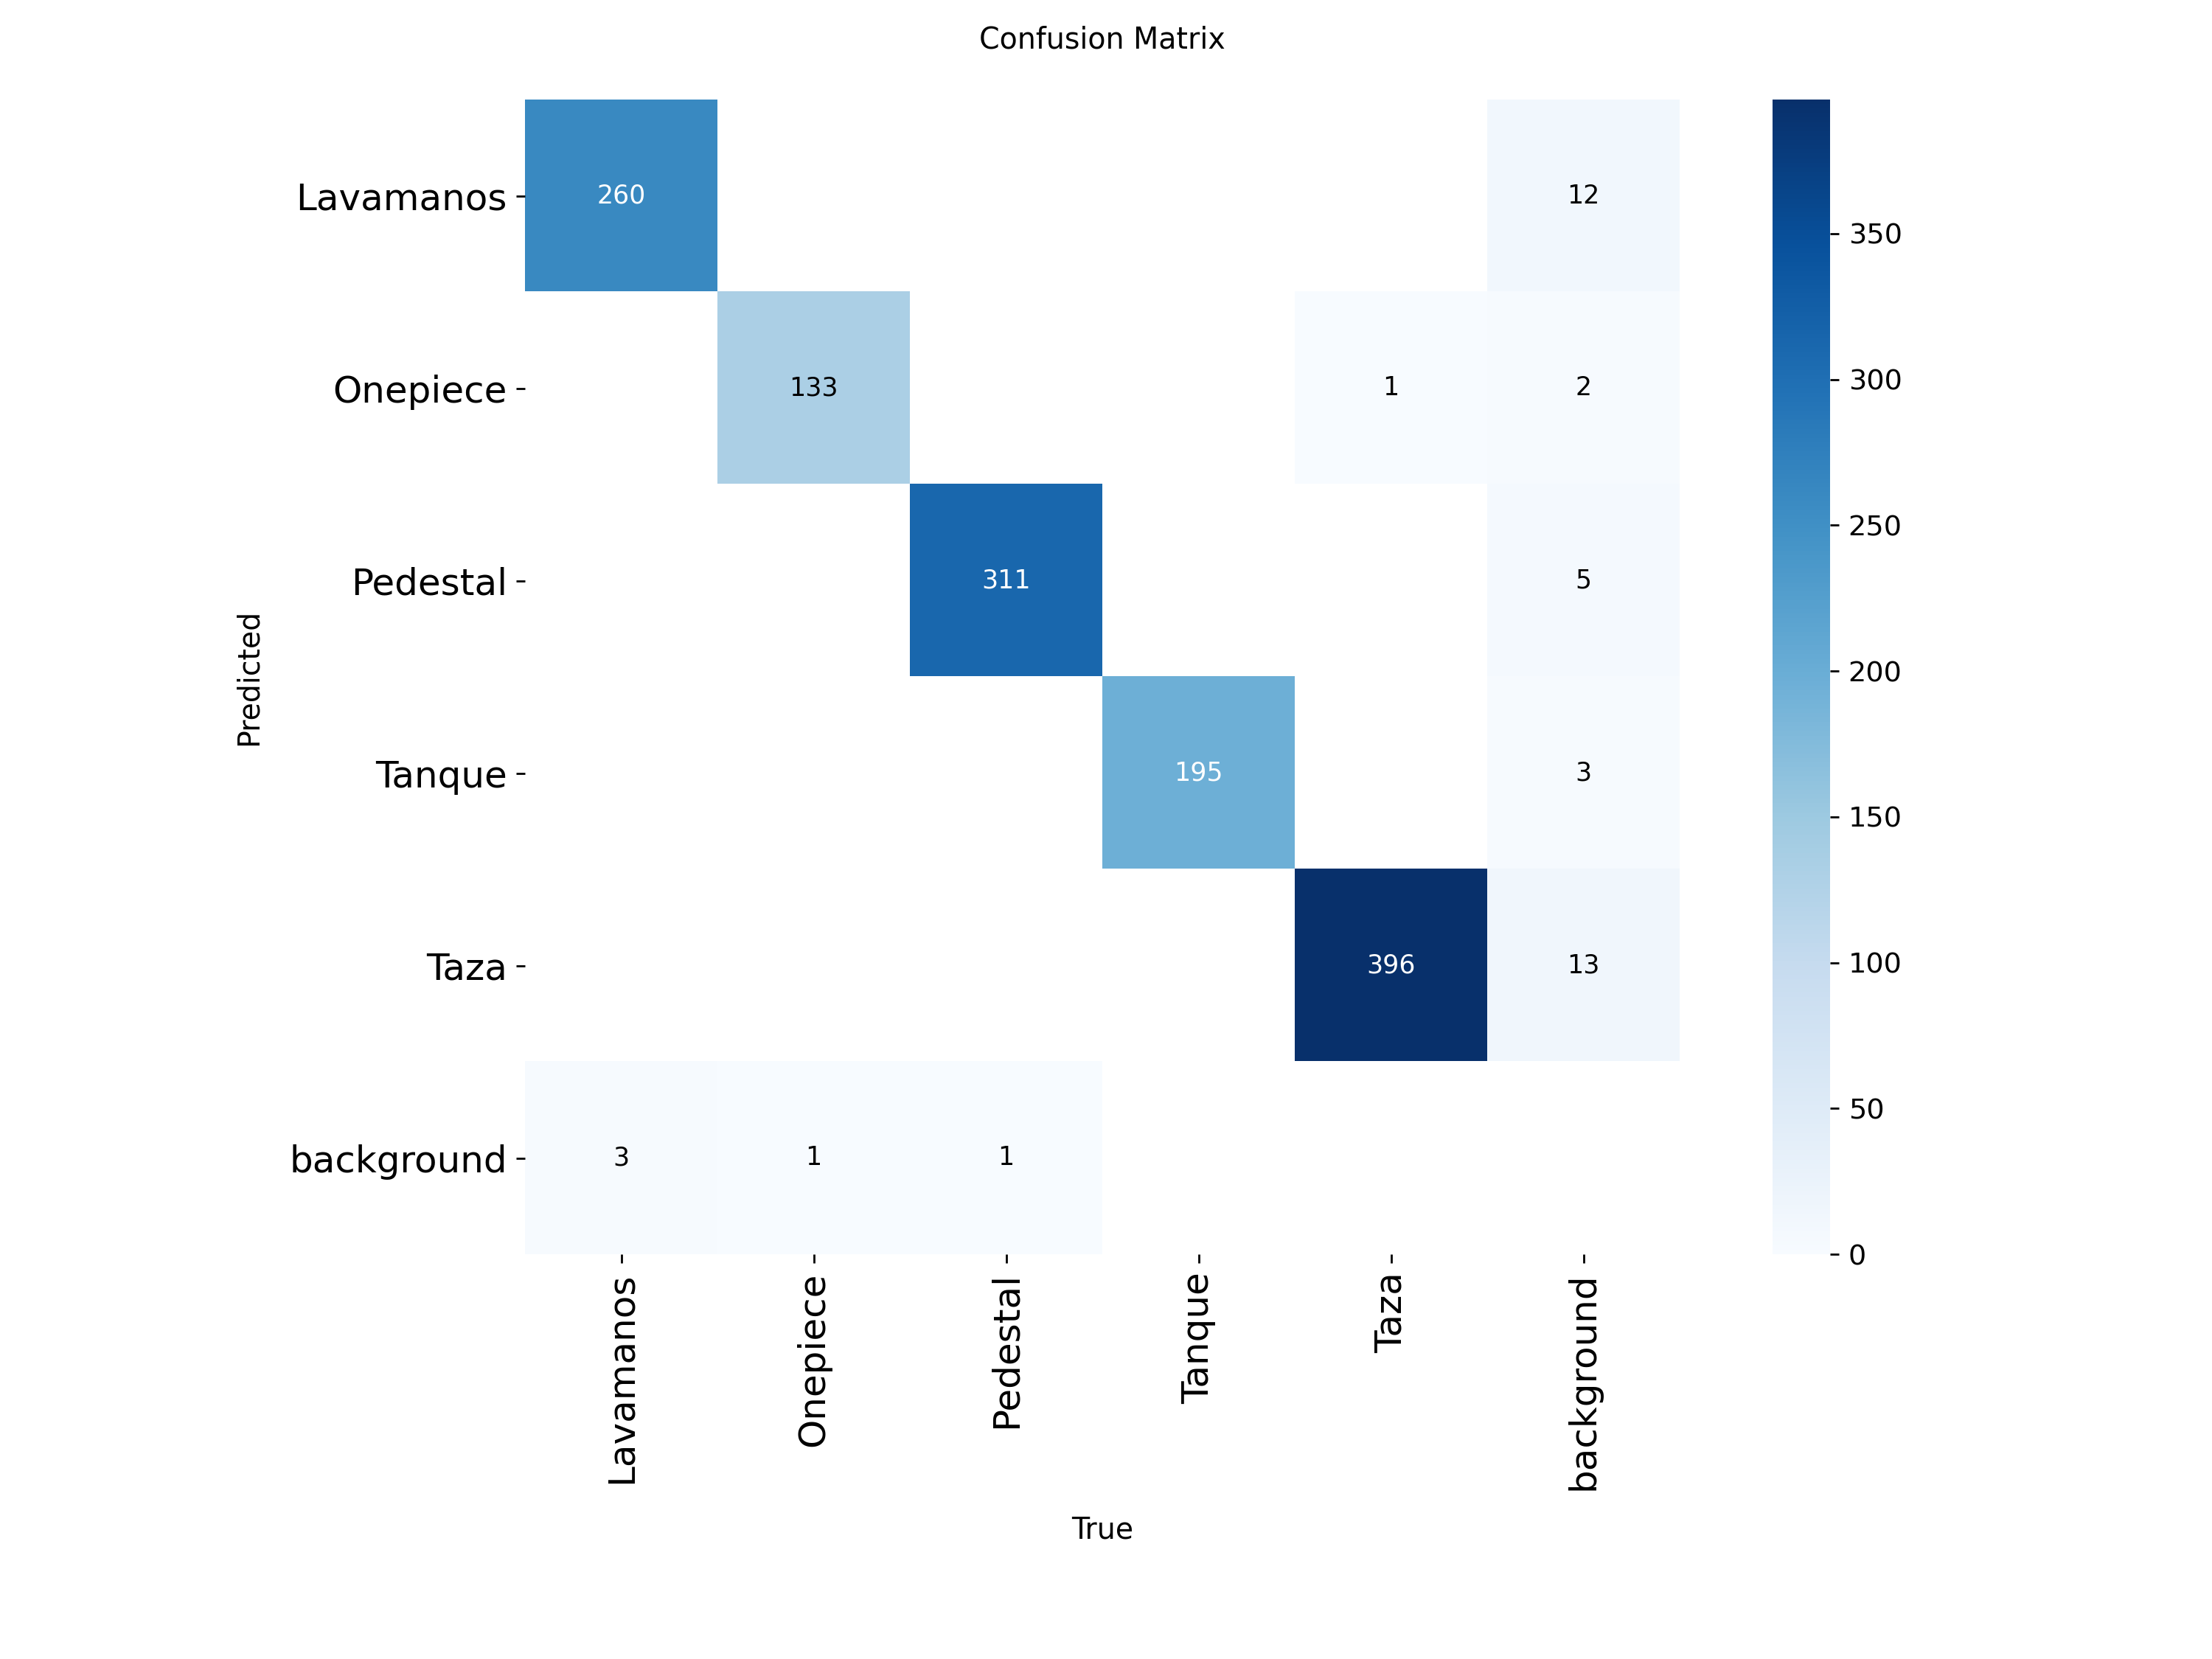 Confusion Matrix
Lavamanos 260 12
Onepiece 133 1 2
Pedestal 311 5
Tanque 195 3
Taza 396 13
background 3 1 1
Predicted
Lavamanos Onepiece Pedestal Tanque Taza background
True
350
300
250
200
150
100
50
0